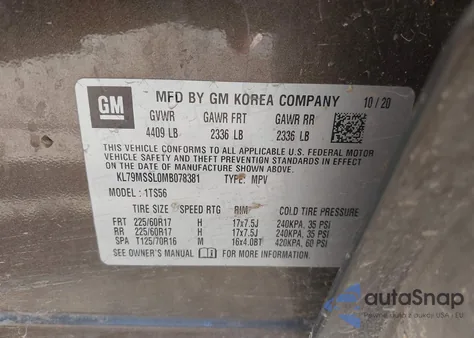 GM
MFD BY GM KOREA COMPANY 10/20
GVWR GAWR FRT GAWR RR
4409 LB 2336 LB 2336 LB
THIS VEHICLE CONFORMS TO ALL APPLICABLE U.S. FEDERAL MOTOR
VEHICLE SAFETY, BUMPER, AND THEFT PREVENTION STANDARDS IN EFFECT
ON THE DATE OF MANUFACTURE SHOWN ABOVE.
KL79MSSL0MB078381 TYPE: MPV
MODEL: 1TS56
TIRE SIZE SPEED RTG RIM COLD TIRE PRESSURE
FRT 225/60R17 H 17x7.5J 240KPA, 35 PSI
RR 225/60R17 H 17x7.5J 240KPA, 35 PSI
SPA T125/70R16 M 16x4.0BT 420KPA, 60 PSI
SEE OWNER'S MANUAL FOR MORE INFORMATION
autoSnap